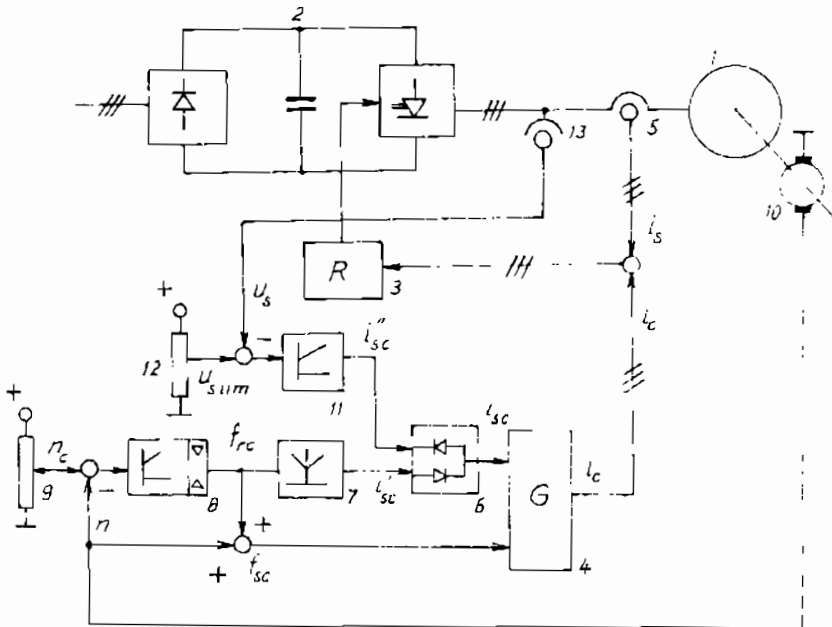 2
1
13
5
10
i_s
R
3
u_s
i_c
+
i''_sc
12
u_sum
-
11
+
i_sc
n_c
f_rc
G
i_c
9
-
8
7
i'_sc
6
n
+
+
f_sc
4